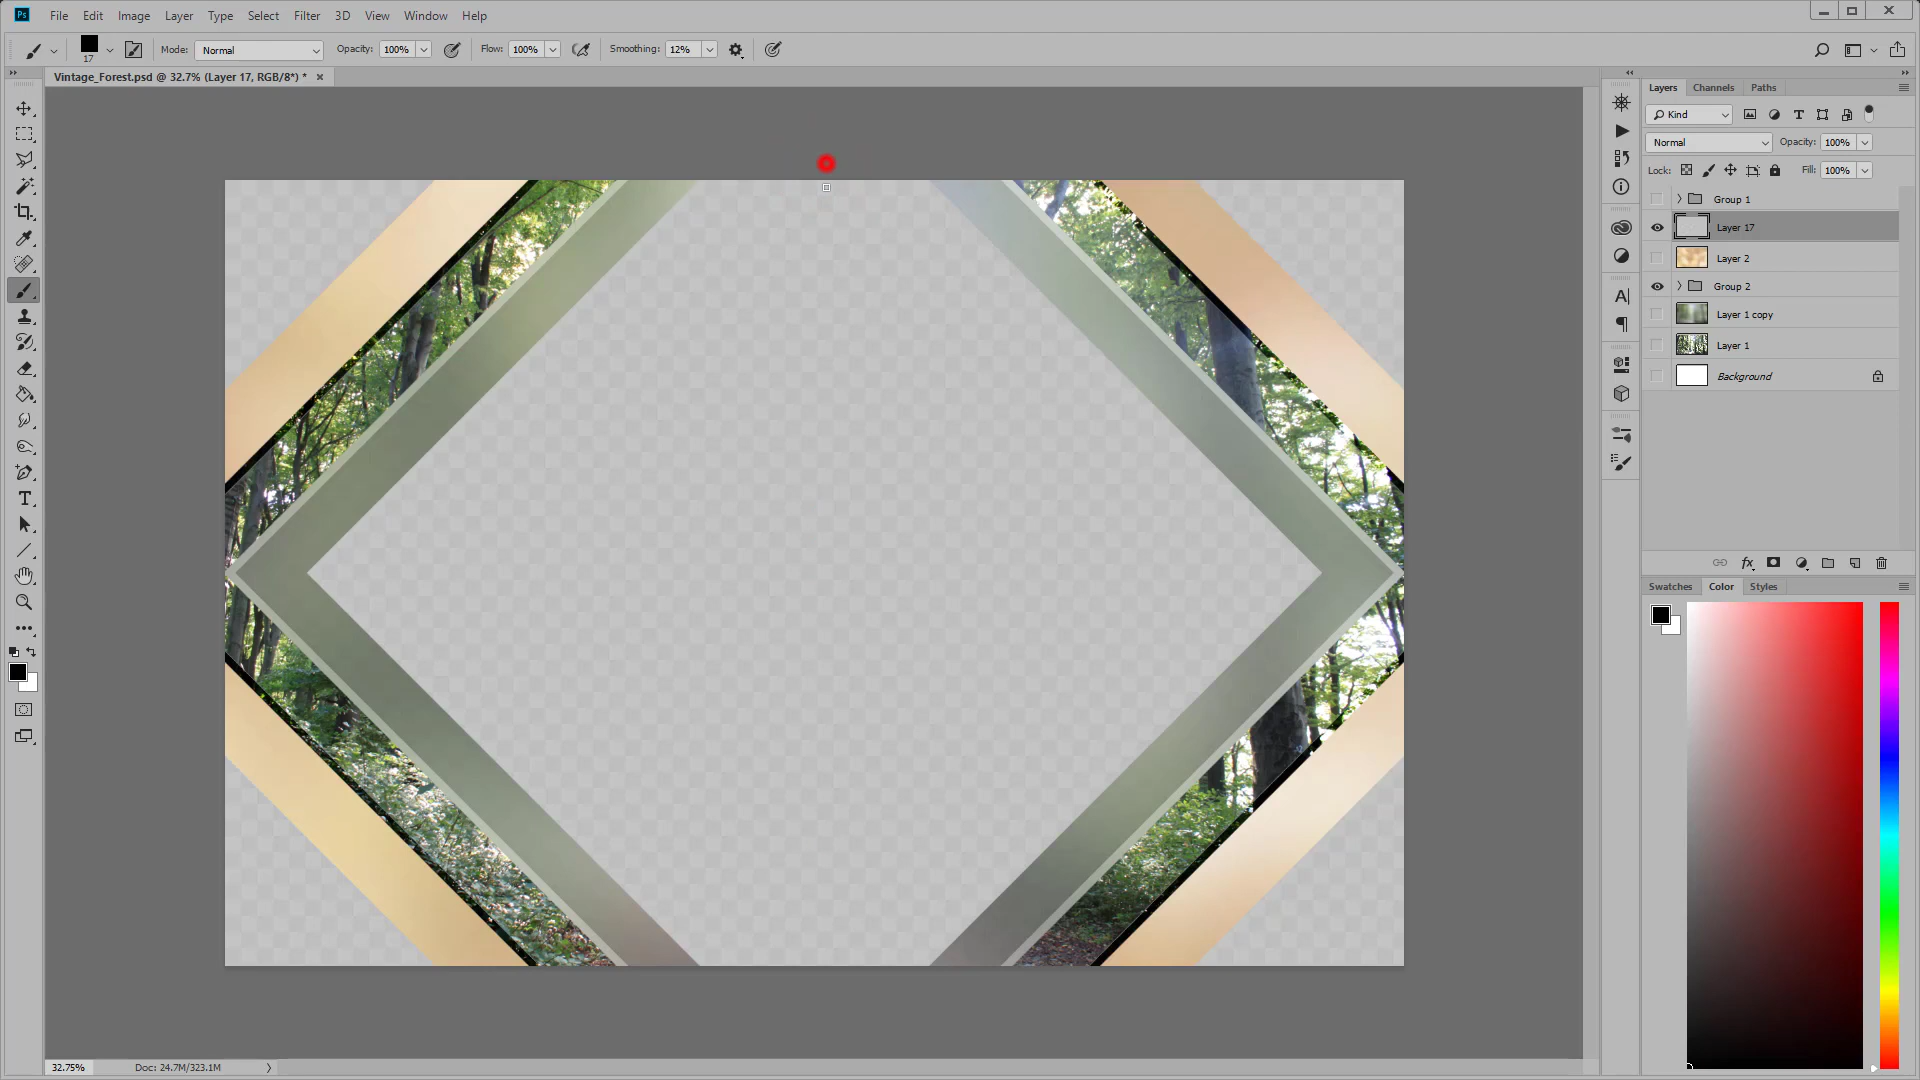 Ps File Edit Image Layer Type Select Filter 3D View Window Help
17 Mode: Normal Opacity: 100% Flow: 100% Smoothing: 12%
Vintage_Forest.psd @ 32.7% (Layer 17, RGB/8*) *
Layers Channels Paths
Kind
Normal Opacity: 100%
Lock: Fill: 100%
Group 1
Layer 17
Layer 2
Group 2
Layer 1 copy
Layer 1
Background
Swatches Color Styles
32.75% Doc: 24.7M/323.1M